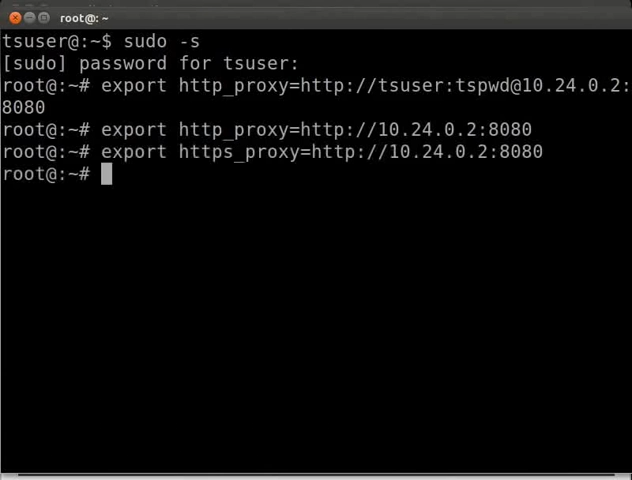 root@: ~
tsuser@:~$ sudo -s
[sudo] password for tsuser:
root@:~# export http_proxy=http://tsuser:tspwd@10.24.0.2:
8080
root@:~# export http_proxy=http://10.24.0.2:8080
root@:~# export https_proxy=http://10.24.0.2:8080
root@:~#